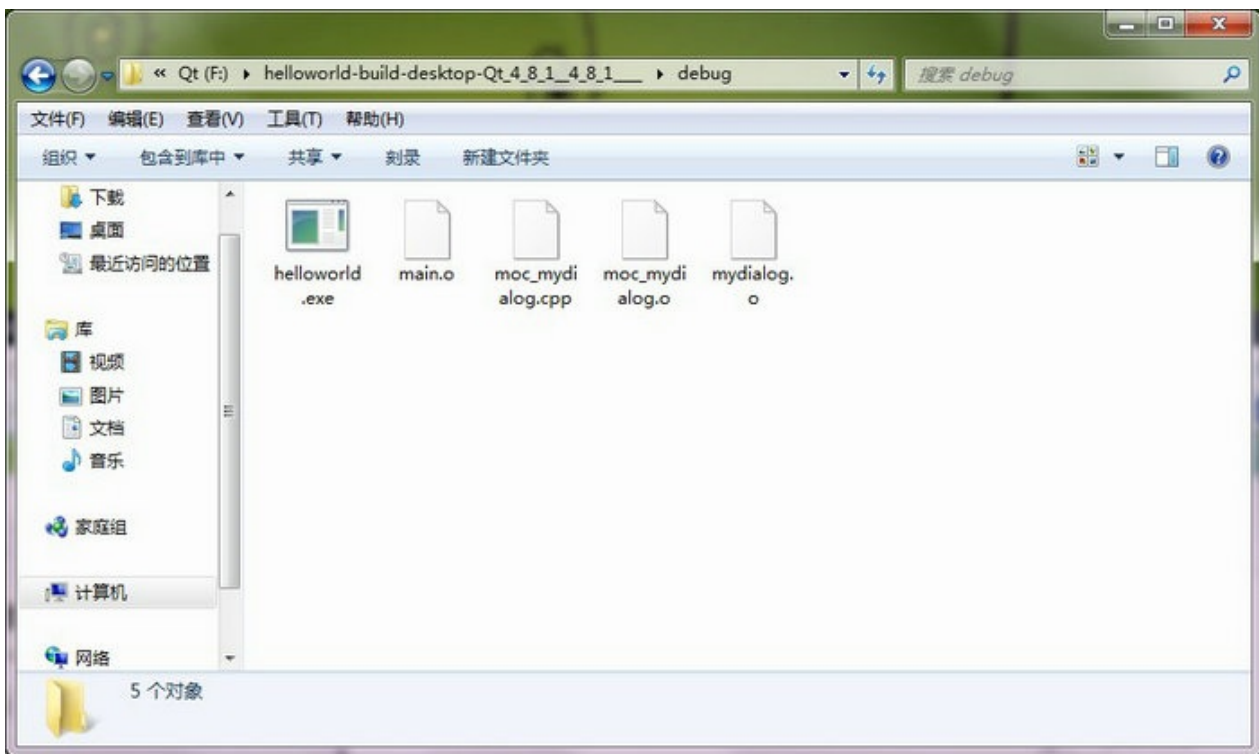 « Qt (F:) helloworld-build-desktop-Qt_4_8_1__4_8_1___ debug
搜索 debug
文件(F) 编辑(E) 查看(V) 工具(T) 帮助(H)
组织 包含到库中 共享 刻录 新建文件夹
下载
桌面
最近访问的位置
库
视频
图片
文档
音乐
家庭组
计算机
网络
helloworld
.exe
main.o
moc_mydi
alog.cpp
moc_mydi
alog.o
mydialog.
o
5 个对象